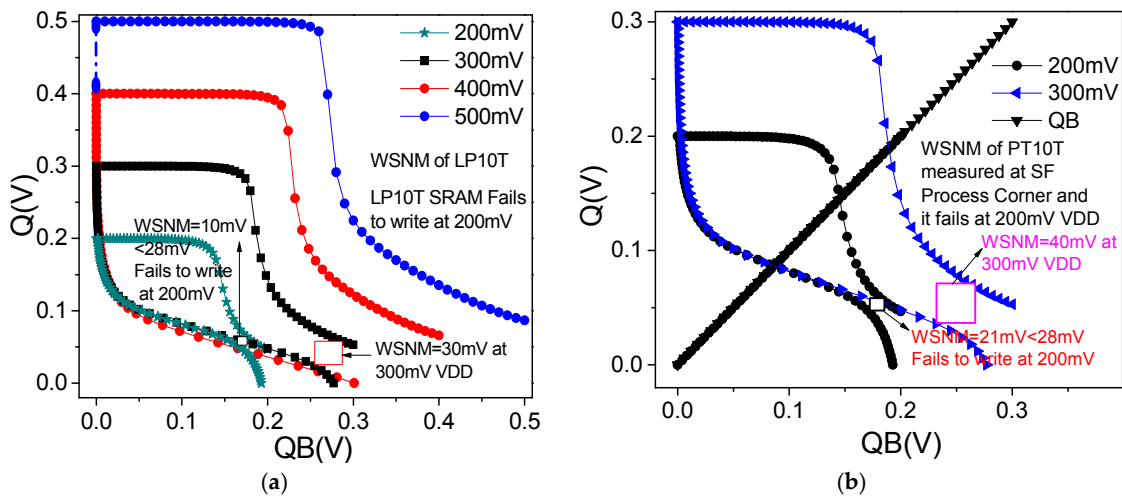 200mV
300mV
400mV
500mV
WSNM of LP10T
LP10T SRAM Fails
to write at 200mV
WSNM=10mV
<28mV
Fails to write
at 200mV
WSNM=30mV at
300mV VDD
0.5
0.4
0.3
0.2
0.1
0.0
Q(V)
0.0 0.1 0.2 0.3 0.4 0.5
QB(V)
(a)
200mV
300mV
QB
WSNM of PT10T
measured at SF
Process Corner and
it fails at 200mV VDD
WSNM=40mV at
300mV VDD
WSNM=21mV<28mV
Fails to write at 200mV
0.3
0.2
0.1
0.0
Q(V)
0.0 0.1 0.2 0.3
QB(V)
(b)